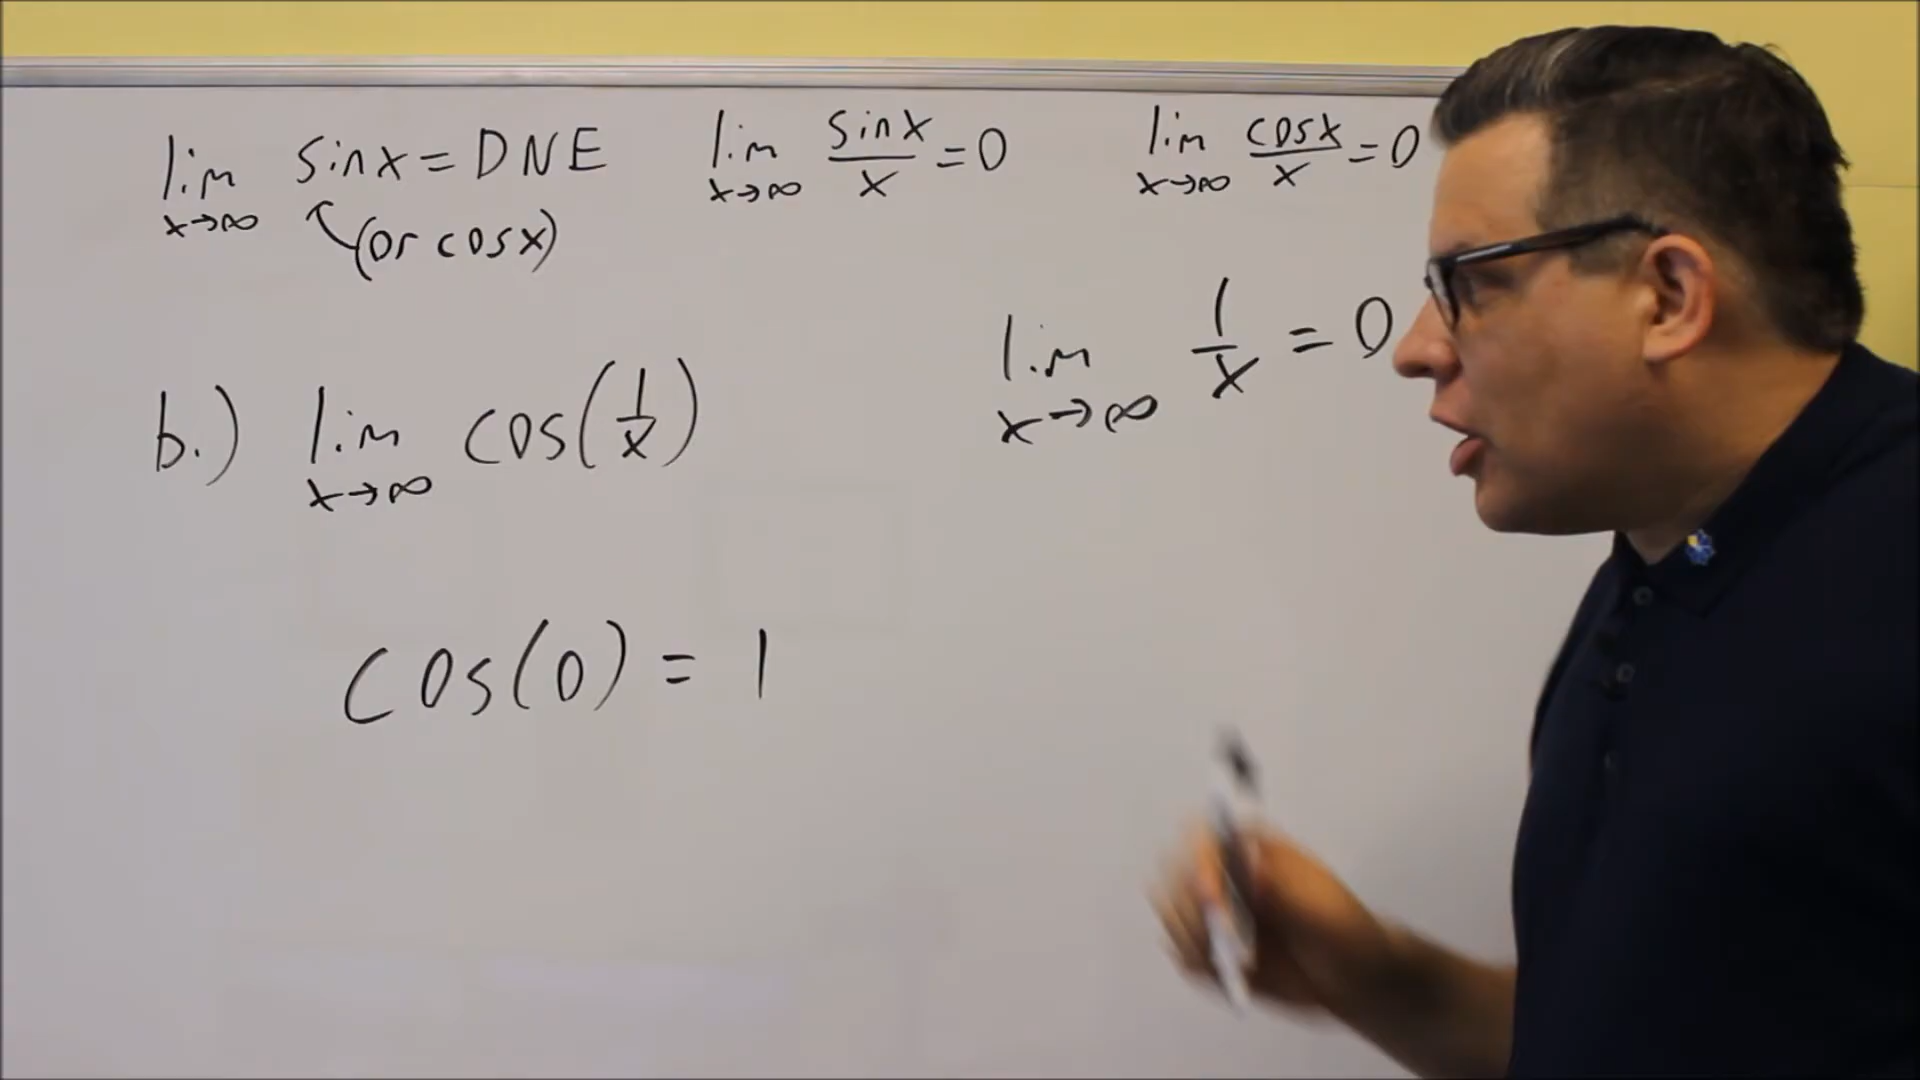 lim x→∞ sinx = DNE
(or cosx)
lim x→∞ sinx/x = 0
lim x→∞ cosx/x = 0
lim x→∞ 1/x = 0
b.) lim x→∞ cos(1/x)
cos(0) = 1